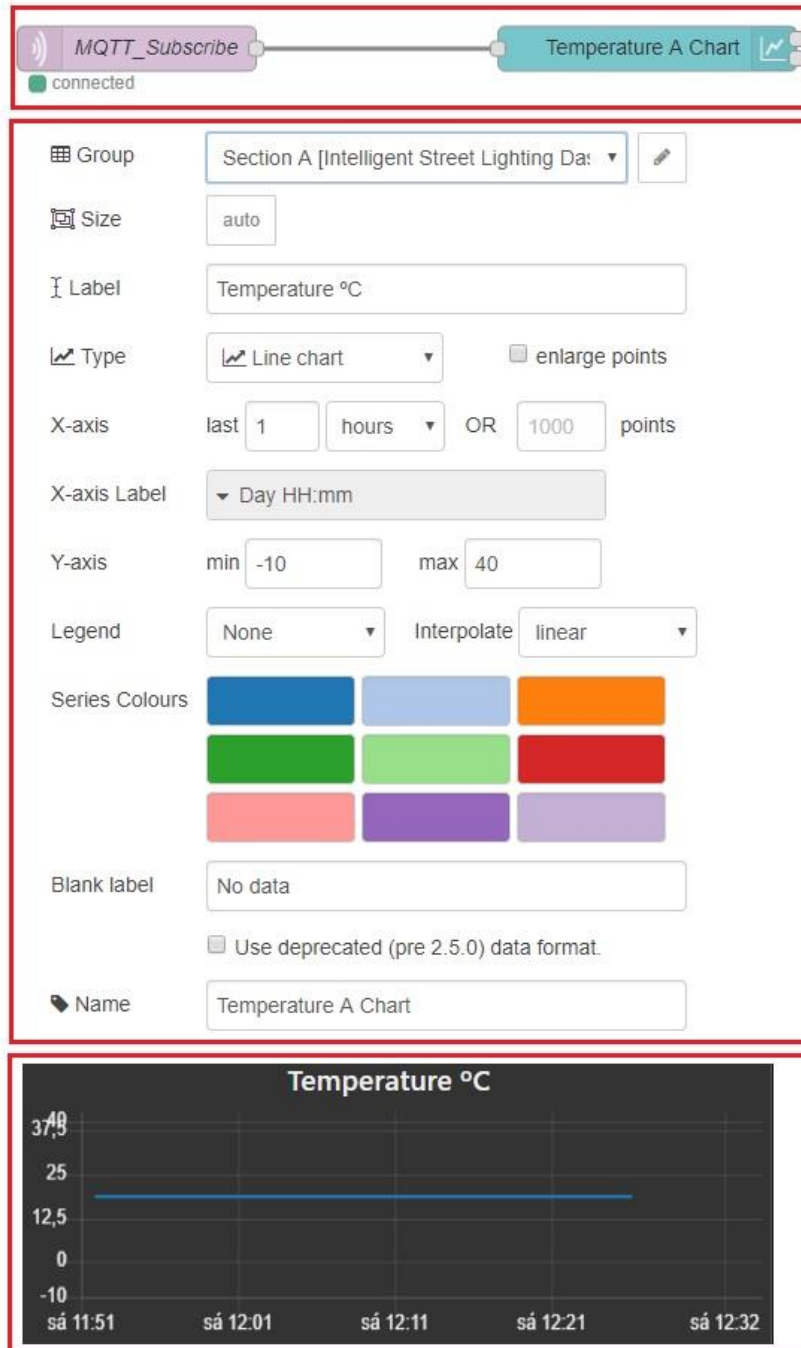 MQTT_Subscribe Temperature A Chart
connected
Group Section A [Intelligent Street Lighting Das
Size auto
Label Temperature ºC
Type Line chart enlarge points
X-axis last 1 hours OR 1000 points
X-axis Label Day HH:mm
Y-axis min -10 max 40
Legend None Interpolate linear
Series Colours
Blank label No data
Use deprecated (pre 2.5.0) data format.
Name Temperature A Chart
Temperature ºC
40
37,5
25
12,5
0
-10
sá 11:51 sá 12:01 sá 12:11 sá 12:21 sá 12:32